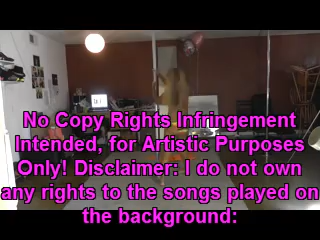 No Copy Rights Infringement
Intended, for Artistic Purposes
Only! Disclaimer: I do not own
any rights to the songs played on
the background: